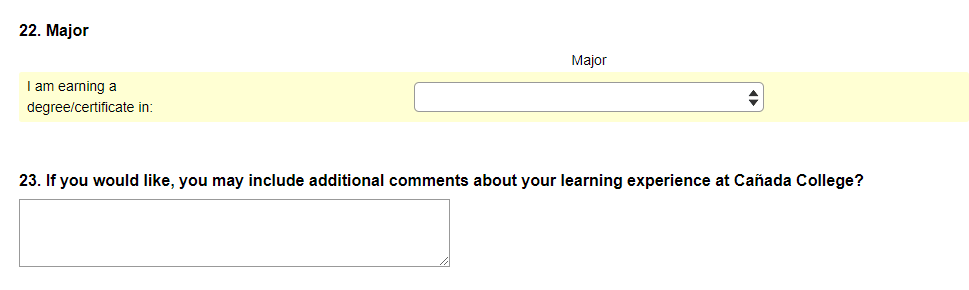 22. Major
Major
I am earning a
degree/certificate in:
23. If you would like, you may include additional comments about your learning experience at Cañada College?